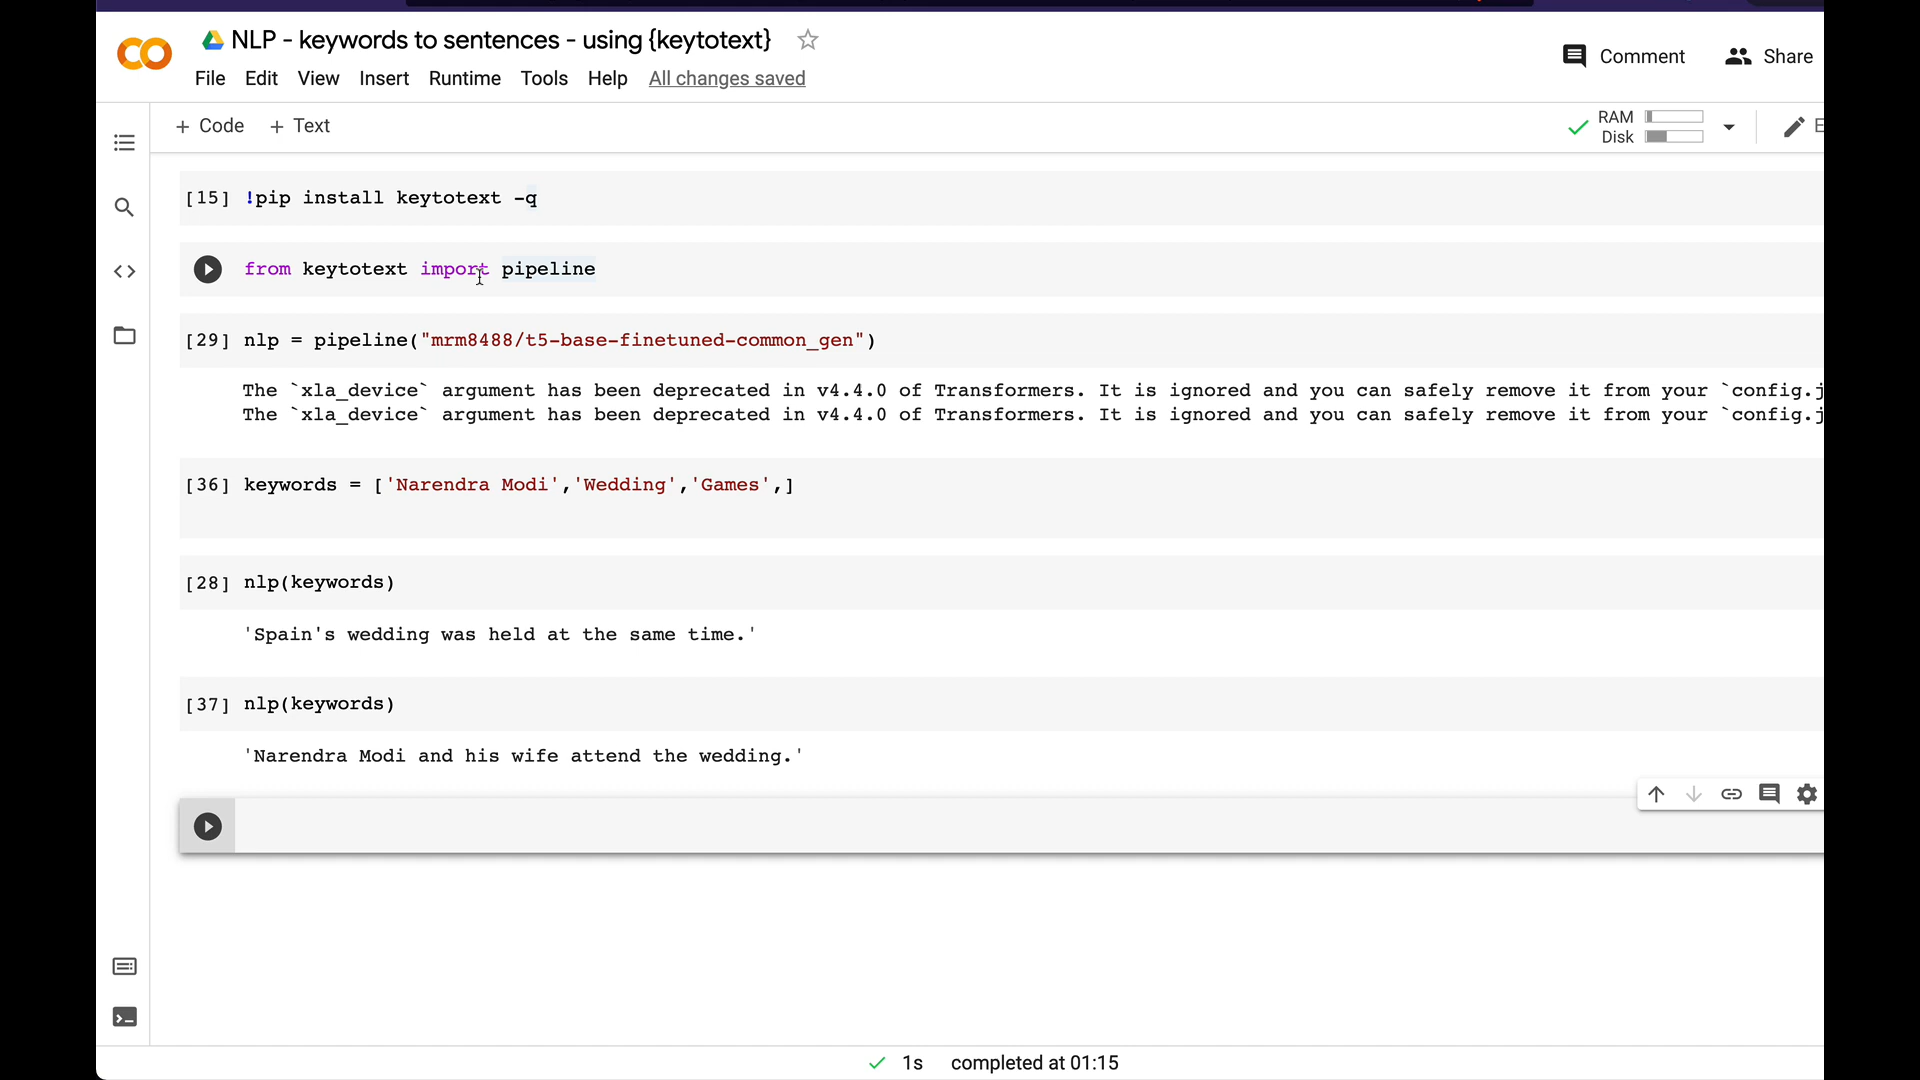 NLP - keywords to sentences - using {keytotext}
File Edit View Insert Runtime Tools Help All changes saved
Comment Share
+ Code + Text
RAM
Disk
E
[15] !pip install keytotext -q
from keytotext import pipeline
[29] nlp = pipeline("mrm8488/t5-base-finetuned-common_gen")
The `xla_device` argument has been deprecated in v4.4.0 of Transformers. It is ignored and you can safely remove it from your `config.j
The `xla_device` argument has been deprecated in v4.4.0 of Transformers. It is ignored and you can safely remove it from your `config.j
[36] keywords = ['Narendra Modi','Wedding','Games',]
[28] nlp(keywords)
'Spain's wedding was held at the same time.'
[37] nlp(keywords)
'Narendra Modi and his wife attend the wedding.'
1s completed at 01:15